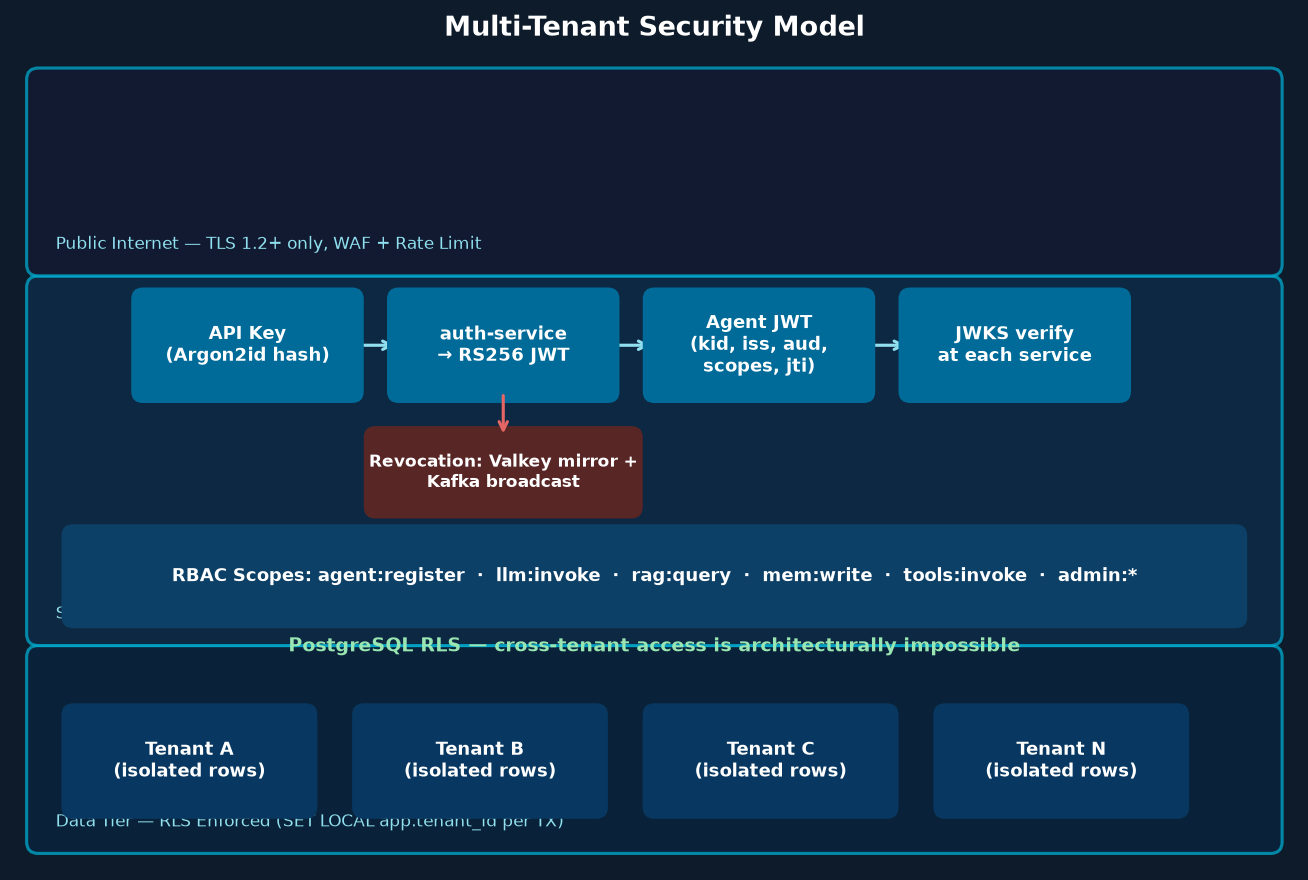 Multi-Tenant Security Model
Public Internet — TLS 1.2+ only, WAF + Rate Limit
API Key
(Argon2id hash)
auth-service
→ RS256 JWT
Agent JWT
(kid, iss, aud,
scopes, jti)
JWKS verify
at each service
Revocation: Valkey mirror +
Kafka broadcast
RBAC Scopes: agent:register · llm:invoke · rag:query · mem:write · tools:invoke · admin:*
PostgreSQL RLS — cross-tenant access is architecturally impossible
Tenant A
(isolated rows)
Tenant B
(isolated rows)
Tenant C
(isolated rows)
Tenant N
(isolated rows)
Data Tier — RLS Enforced (SET LOCAL app.tenant_id per TX)